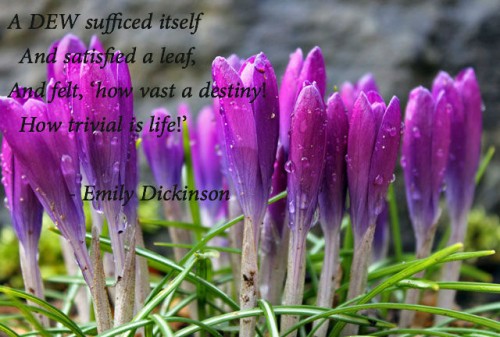 A DEW sufficed itself
And satisfied a leaf,
And felt, 'how vast a destiny!
How trivial is life!'
- Emily Dickinson